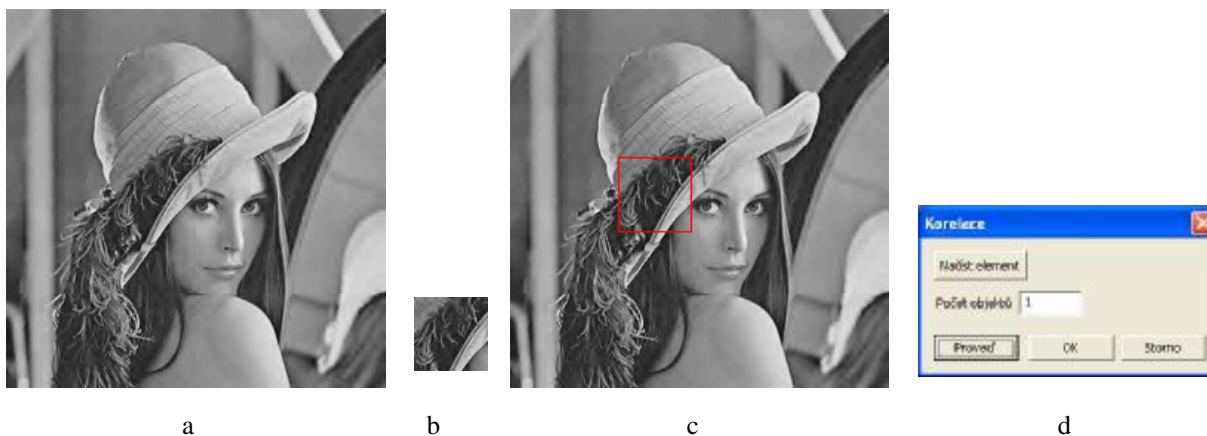 Korelace
Načíst element
Počet objektů 1
Proveď OK Storno
a b c d